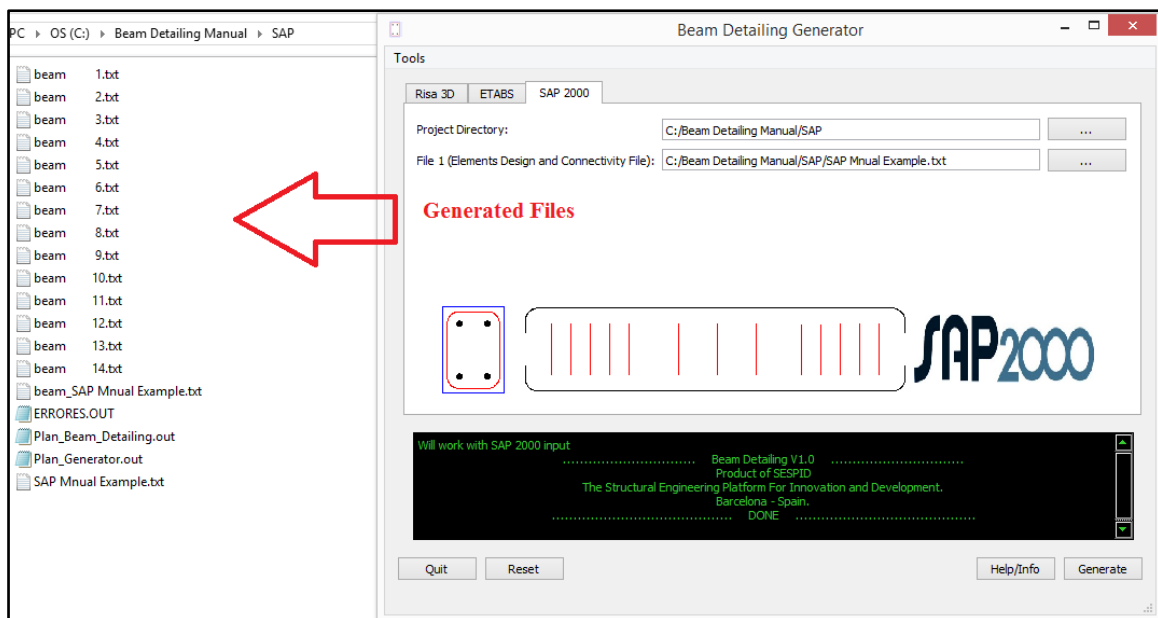 PC › OS (C:) › Beam Detailing Manual › SAP
beam 1.txt
beam 2.txt
beam 3.txt
beam 4.txt
beam 5.txt
beam 6.txt
beam 7.txt
beam 8.txt
beam 9.txt
beam 10.txt
beam 11.txt
beam 12.txt
beam 13.txt
beam 14.txt
beam_SAP Mnual Example.txt
ERRORES.OUT
Plan_Beam_Detailing.out
Plan_Generator.out
SAP Mnual Example.txt
Beam Detailing Generator
Tools
Risa 3D ETABS SAP 2000
Project Directory: C:/Beam Detailing Manual/SAP ...
File 1 (Elements Design and Connectivity File): C:/Beam Detailing Manual/SAP/SAP Mnual Example.txt ...
Generated Files
SAP2000
Will work with SAP 2000 input
................................ Beam Detailing V1.0 ................................
Product of SESPID
The Structural Engineering Platform For Innovation and Development.
Barcelona - Spain.
........................................... DONE ...........................................
Quit Reset Help/Info Generate